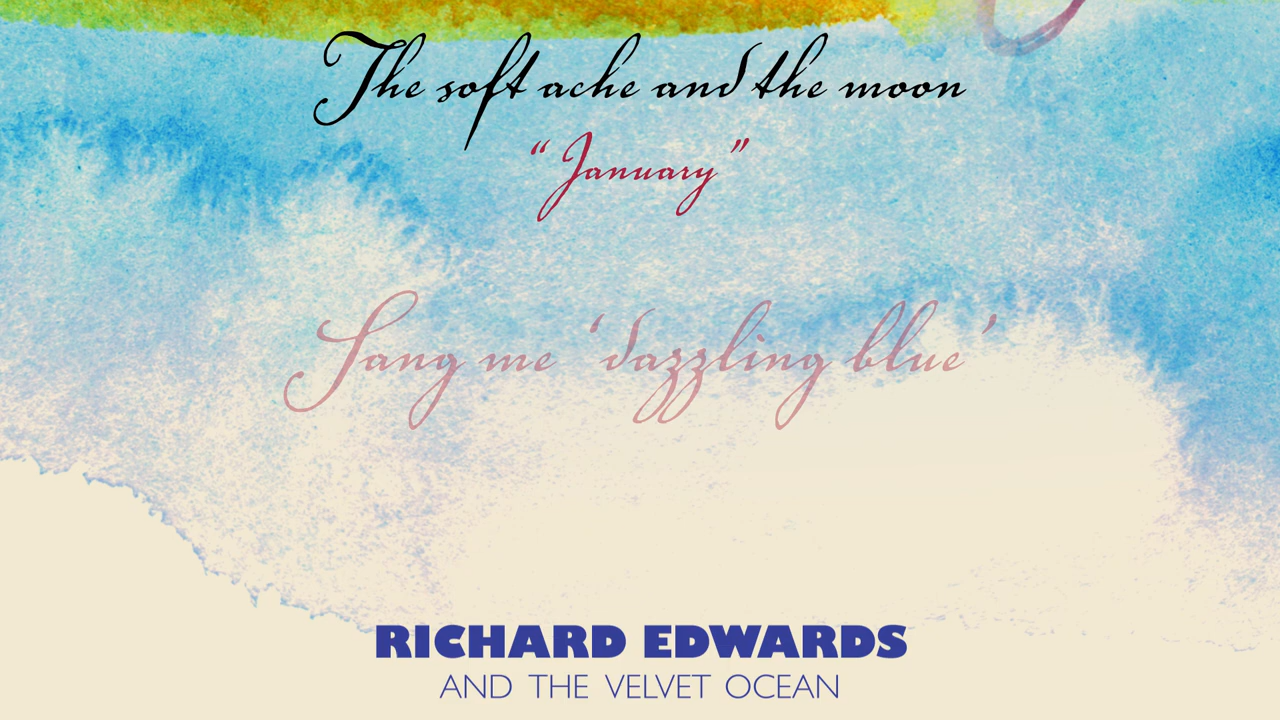 The soft ache and the moon
“January”
Sang me ‘dazzling blue’
RICHARD EDWARDS
AND THE VELVET OCEAN